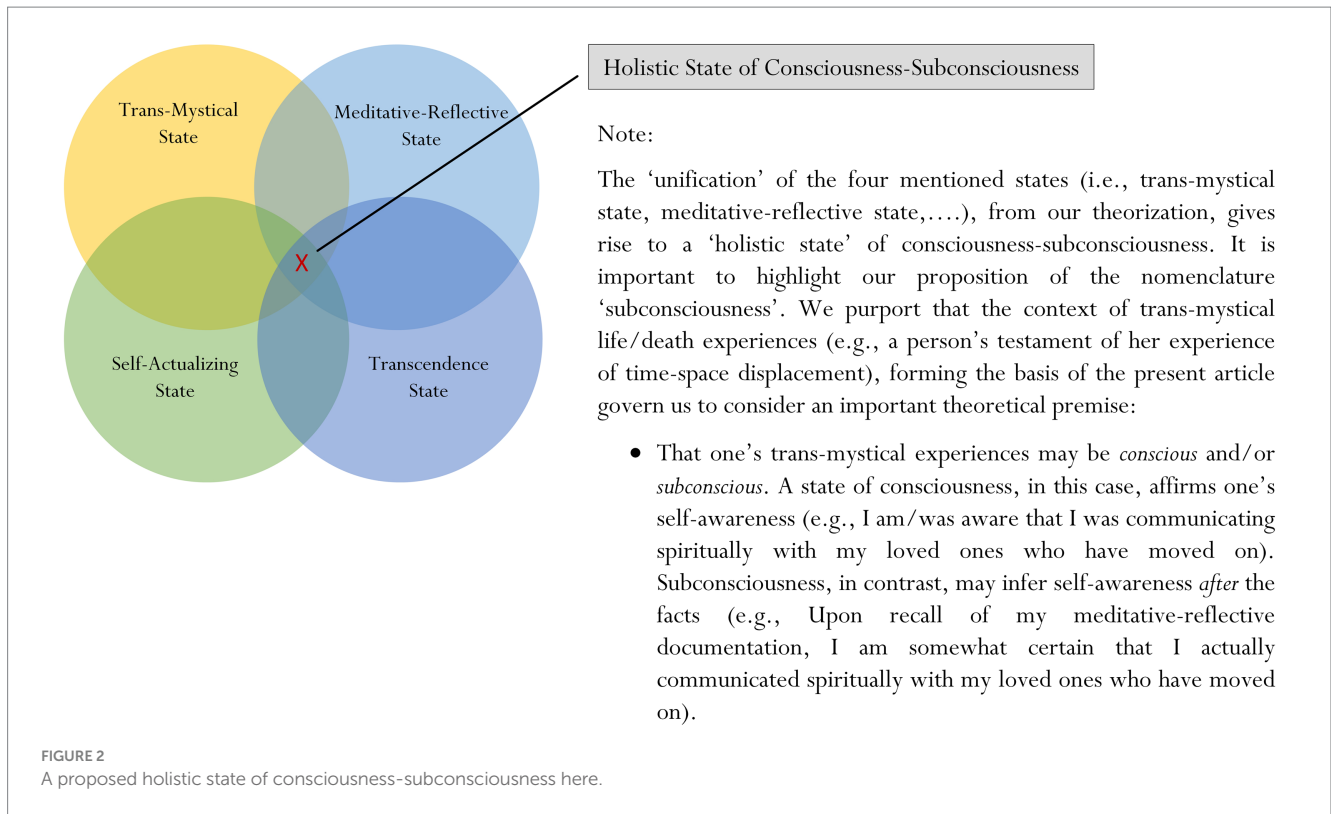 Trans-Mystical
State
Meditative-Reflective
State
Self-Actualizing
State
Transcendence
State
X
Holistic State of Consciousness-Subconsciousness
Note:
The ‘unification’ of the four mentioned states (i.e., trans-mystical
state, meditative-reflective state,….), from our theorization, gives
rise to a ‘holistic state’ of consciousness-subconsciousness. It is
important to highlight our proposition of the nomenclature
‘subconsciousness’. We purport that the context of trans-mystical
life/death experiences (e.g., a person’s testament of her experience
of time-space displacement), forming the basis of the present article
govern us to consider an important theoretical premise:
● That one’s trans-mystical experiences may be conscious and/or
subconscious. A state of consciousness, in this case, affirms one’s
self-awareness (e.g., I am/was aware that I was communicating
spiritually with my loved ones who have moved on).
Subconsciousness, in contrast, may infer self-awareness after the
facts (e.g., Upon recall of my meditative-reflective
documentation, I am somewhat certain that I actually
communicated spiritually with my loved ones who have moved
on).
FIGURE 2
A proposed holistic state of consciousness-subconsciousness here.